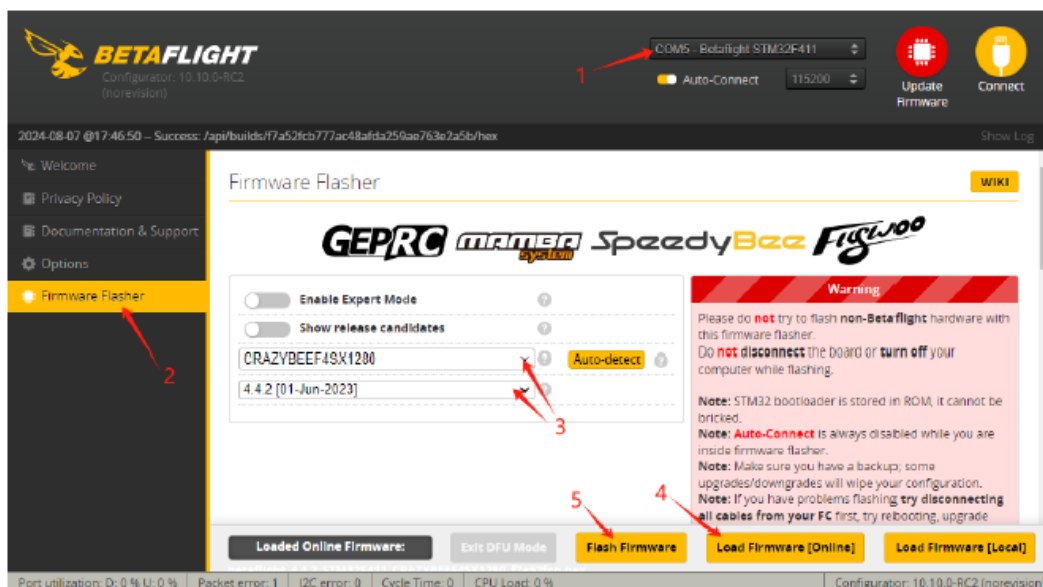 BETAFLIGHT
Configurator: 10.10.0-RC2
(norevision)
COM5 - Betaflight STM32F411
1
Auto-Connect
115200
Update
Firmware
Connect
2024-08-07 @17:46:50 -- Success: /api/builds/f7a52fcb777ac48afda259ae763e2a5b/hex
Show Log
Welcome
Privacy Policy
Documentation & Support
Options
Firmware Flasher
2
Firmware Flasher
WIKI
GEPRC
mamba
system
SpeedyBee
Flywoo
Enable Expert Mode
Show release candidates
CRAZYBEEF4SX1280
Auto-detect
4.4.2 [01-Jun-2023]
3
Warning
Please do not try to flash non-Betaflight hardware with
this firmware flasher.
Do not disconnect the board or turn off your
computer while flashing.
Note: STM32 bootloader is stored in ROM, it cannot be
bricked.
Note: Auto-Connect is always disabled while you are
inside firmware flasher.
Note: Make sure you have a backup; some
upgrades/downgrades will wipe your configuration.
Note: If you have problems flashing try disconnecting
all cables from your FC first, try rebooting, upgrade
5
4
Loaded Online Firmware:
Exit DFU Mode
Flash Firmware
Load Firmware [Online]
Load Firmware [Local]
Port utilization: D: 0 % U: 0 %
Packet error: 1
I2C error: 0
Cycle Time: 0
CPU Load: 0 %
Configurator: 10.10.0-RC2 (norevision